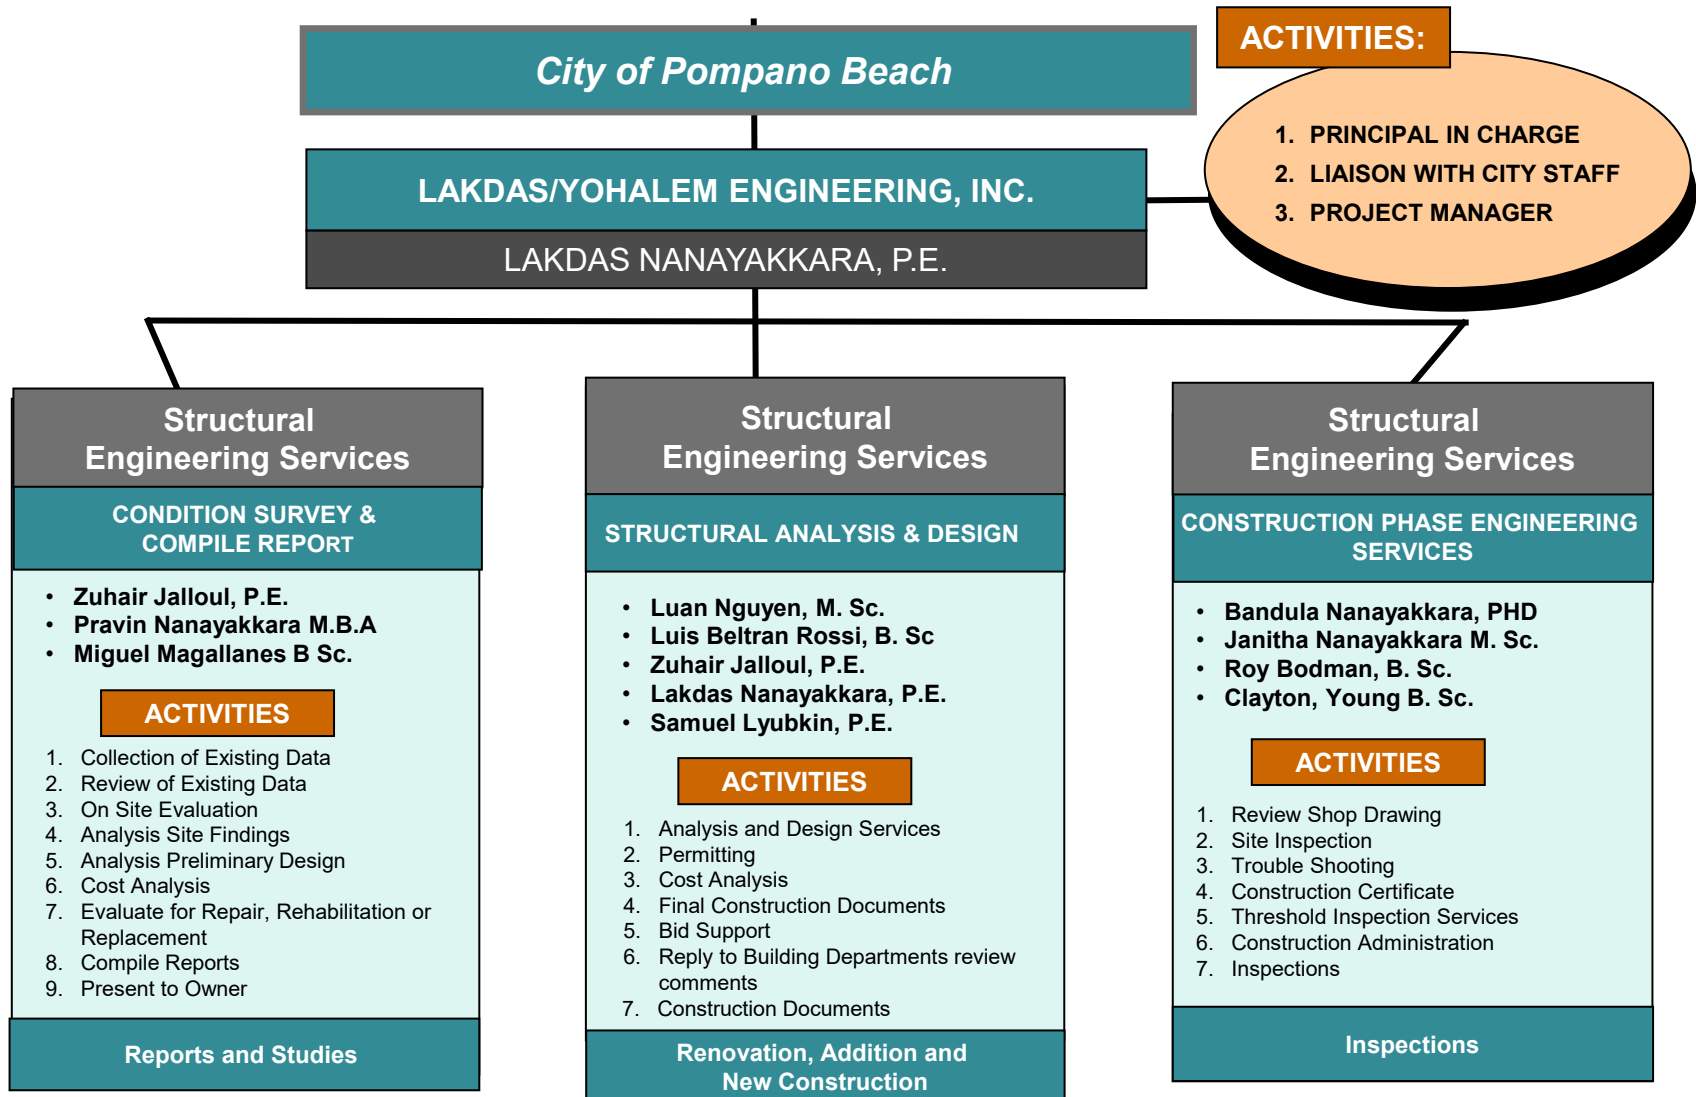 City of Pompano Beach
ACTIVITIES:
1. PRINCIPAL IN CHARGE
2. LIAISON WITH CITY STAFF
3. PROJECT MANAGER
LAKDAS/YOHALEM ENGINEERING, INC.
LAKDAS NANAYAKKARA, P.E.
Structural
Engineering Services
CONDITION SURVEY &
COMPILE REPORT
• Zuhair Jalloul, P.E.
• Pravin Nanayakkara M.B.A
• Miguel Magallanes B Sc.
ACTIVITIES
1. Collection of Existing Data
2. Review of Existing Data
3. On Site Evaluation
4. Analysis Site Findings
5. Analysis Preliminary Design
6. Cost Analysis
7. Evaluate for Repair, Rehabilitation or
Replacement
8. Compile Reports
9. Present to Owner
Reports and Studies
Structural
Engineering Services
STRUCTURAL ANALYSIS & DESIGN
• Luan Nguyen, M. Sc.
• Luis Beltran Rossi, B. Sc
• Zuhair Jalloul, P.E.
• Lakdas Nanayakkara, P.E.
• Samuel Lyubkin, P.E.
ACTIVITIES
1. Analysis and Design Services
2. Permitting
3. Cost Analysis
4. Final Construction Documents
5. Bid Support
6. Reply to Building Departments review
comments
7. Construction Documents
Renovation, Addition and
New Construction
Structural
Engineering Services
CONSTRUCTION PHASE ENGINEERING
SERVICES
• Bandula Nanayakkara, PHD
• Janitha Nanayakkara M. Sc.
• Roy Bodman, B. Sc.
• Clayton, Young B. Sc.
ACTIVITIES
1. Review Shop Drawing
2. Site Inspection
3. Trouble Shooting
4. Construction Certificate
5. Threshold Inspection Services
6. Construction Administration
7. Inspections
Inspections